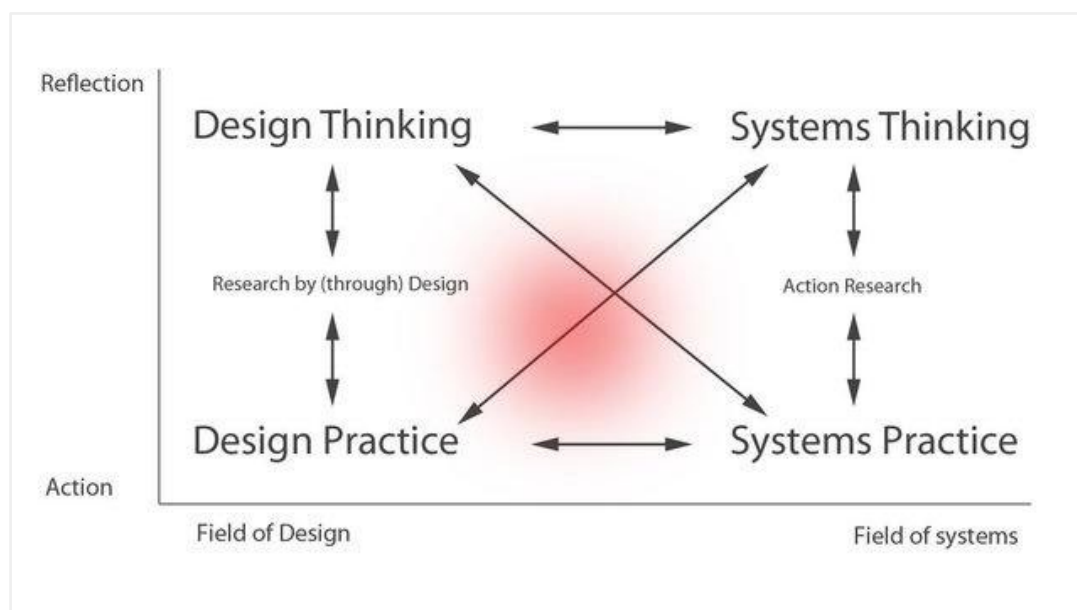 Reflection
Design Thinking
Systems Thinking
Research by (through) Design
Action Research
Design Practice
Systems Practice
Action
Field of Design
Field of systems